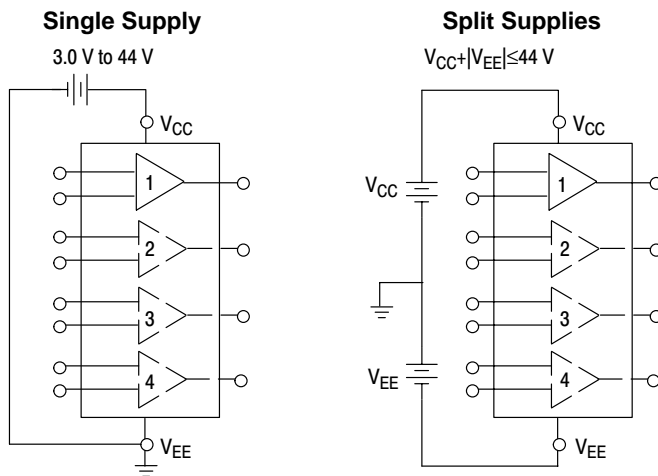 Single Supply
3.0 V to 44 V
VCC
1
2
3
4
VEE
Split Supplies
VCC+|VEE|≤44 V
VCC
VCC
1
2
3
4
VEE
VEE